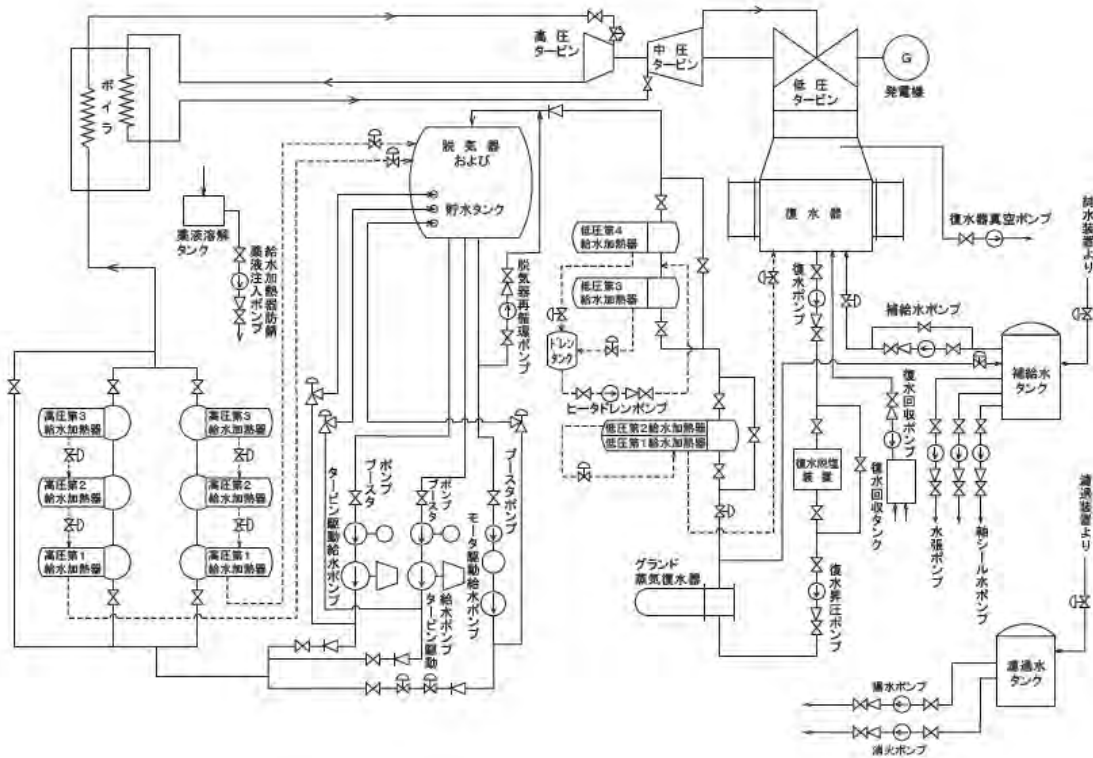 高圧
タービン
中圧
タービン
低圧
タービン
G
発電機
ボイラ
脱気器
および
貯水タンク
薬液溶解
タンク
給水加熱器防錆
薬液注入ポンプ
脱気器再循環ポンプ
低圧第4
給水加熱器
低圧第3
給水加熱器
ドレン
タンク
ヒータドレンポンプ
低圧第2給水加熱器
低圧第1給水加熱器
復水器
復水器真空ポンプ
純水装置より
復水ポンプ
補給水ポンプ
補給水
タンク
復水回収ポンプ
復水回収タンク
復水脱塩
装置
水張ポンプ
軸シール水ポンプ
濾過装置より
高圧第3
給水加熱器
高圧第3
給水加熱器
高圧第2
給水加熱器
高圧第2
給水加熱器
高圧第1
給水加熱器
高圧第1
給水加熱器
タービン駆動給水ポンプ
ブースタ
ポンプ
ブースタ
ポンプ
タービン駆動
給水ポンプ
モータ駆動給水ポンプ
ブースタポンプ
グランド
蒸気復水器
復水昇圧ポンプ
濾過水
タンク
揚水ポンプ
消火ポンプ